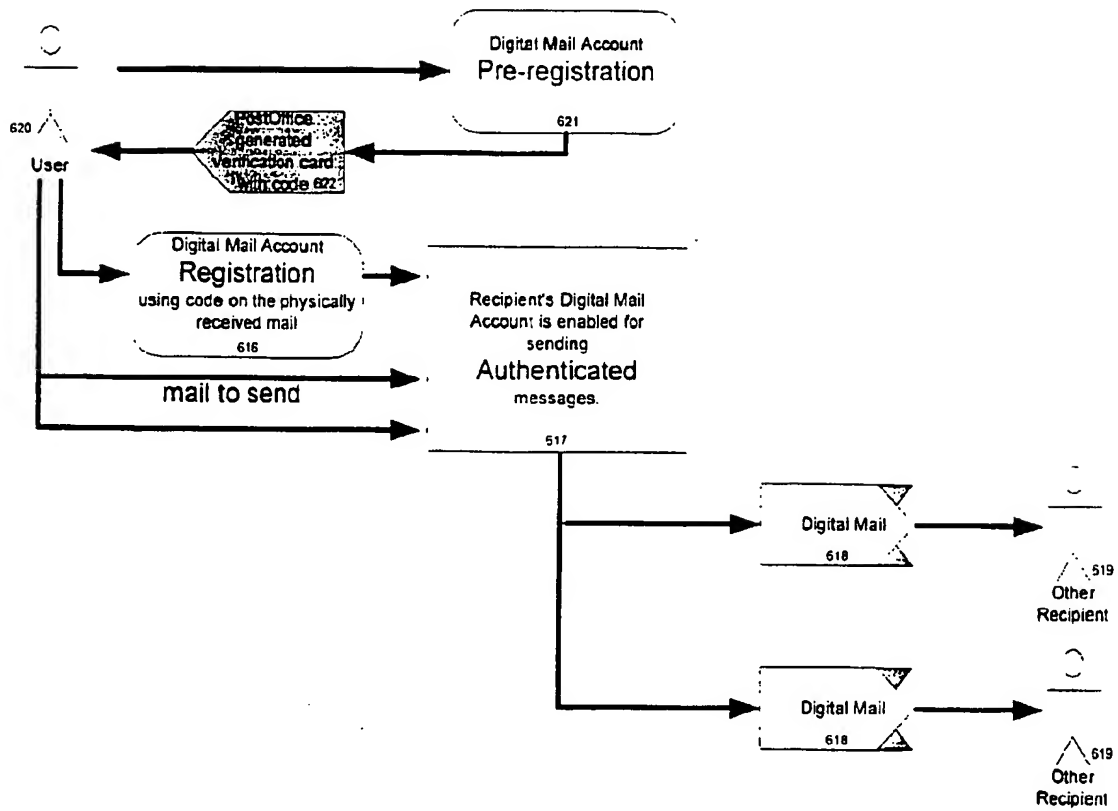 Digital Mail Account
Pre-registration
621
PostOffice
generated
verification card
with code 622
620
User
Digital Mail Account
Registration
using code on the physically
received mail
616
Recipient's Digital Mail
Account is enabled for
sending
Authenticated
messages.
517
mail to send
Digital Mail
618
519
Other
Recipient
Digital Mail
618
619
Other
Recipient